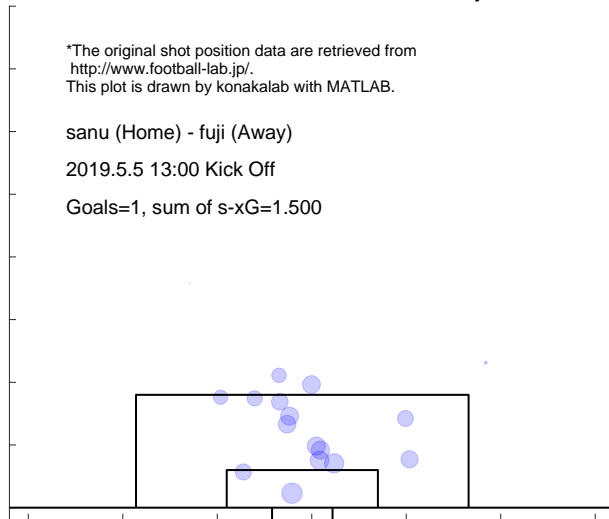 *The original shot position data are retrieved from
http://www.football-lab.jp/.
This plot is drawn by konakalab with MATLAB.
sanu (Home) - fuji (Away)
2019.5.5 13:00 Kick Off
Goals=1, sum of s-xG=1.500